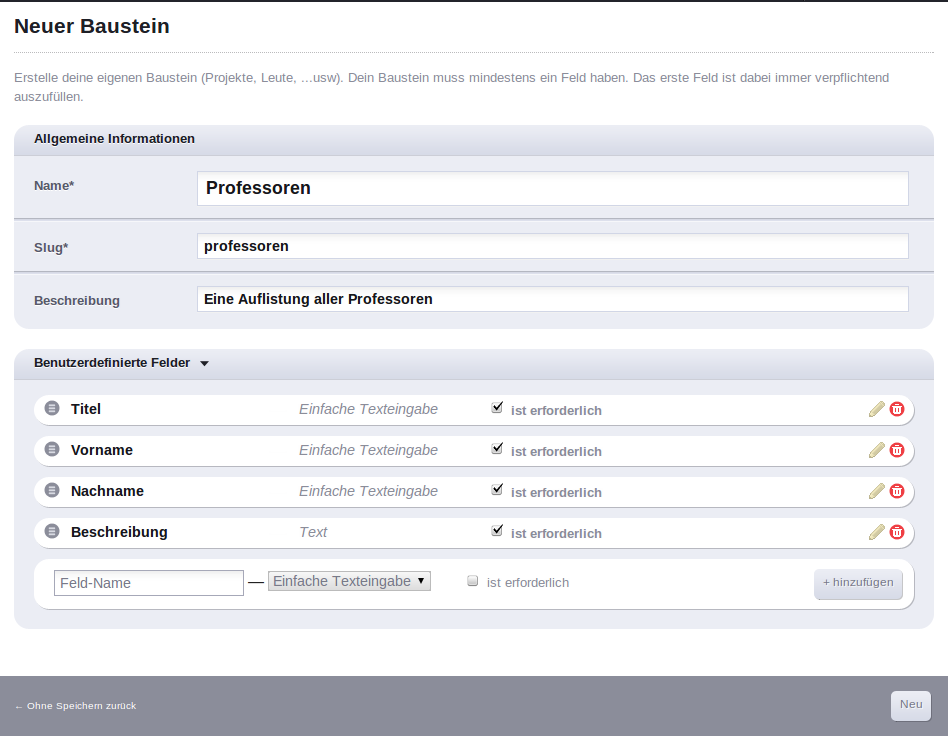 Neuer Baustein
Erstelle deine eigenen Baustein (Projekte, Leute, ...usw). Dein Baustein muss mindestens ein Feld haben. Das erste Feld ist dabei immer verpflichtend
auszufüllen.
Allgemeine Informationen
Name* Professoren
Slug* professoren
Beschreibung Eine Auflistung aller Professoren
Benutzerdefinierte Felder
Titel Einfache Texteingabe ist erforderlich
Vorname Einfache Texteingabe ist erforderlich
Nachname Einfache Texteingabe ist erforderlich
Beschreibung Text ist erforderlich
Feld-Name — Einfache Texteingabe ist erforderlich + hinzufügen
← Ohne Speichern zurück Neu